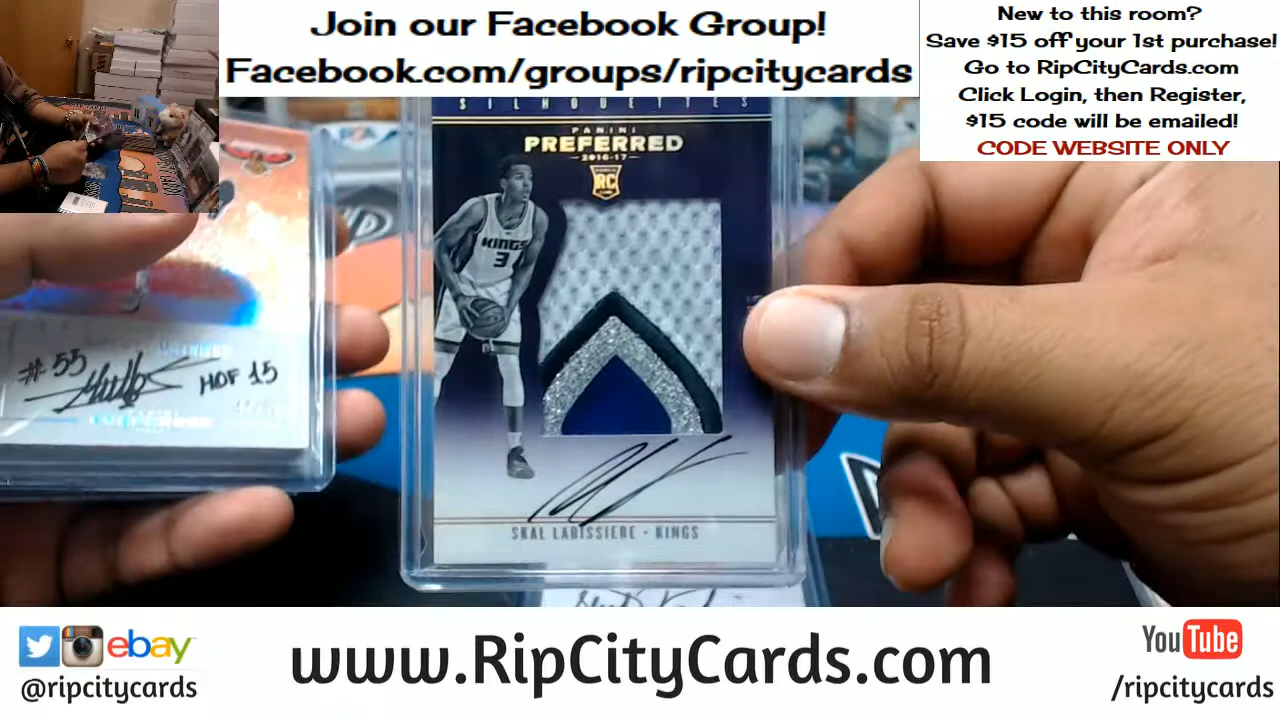 Join our Facebook Group!
Facebook.com/groups/ripcitycards
New to this room?
Save $15 off your 1st purchase!
Go to RipCityCards.com
Click Login, then Register,
$15 code will be emailed!
CODE WEBSITE ONLY
SILHOUETTES
PANINI
PREFERRED
2016-17
RC
KINGS
3
SKAL LABISSIERE - KINGS
#55
HOF 15
ebay
@ripcitycards
www.RipCityCards.com
YouTube
/ripcitycards